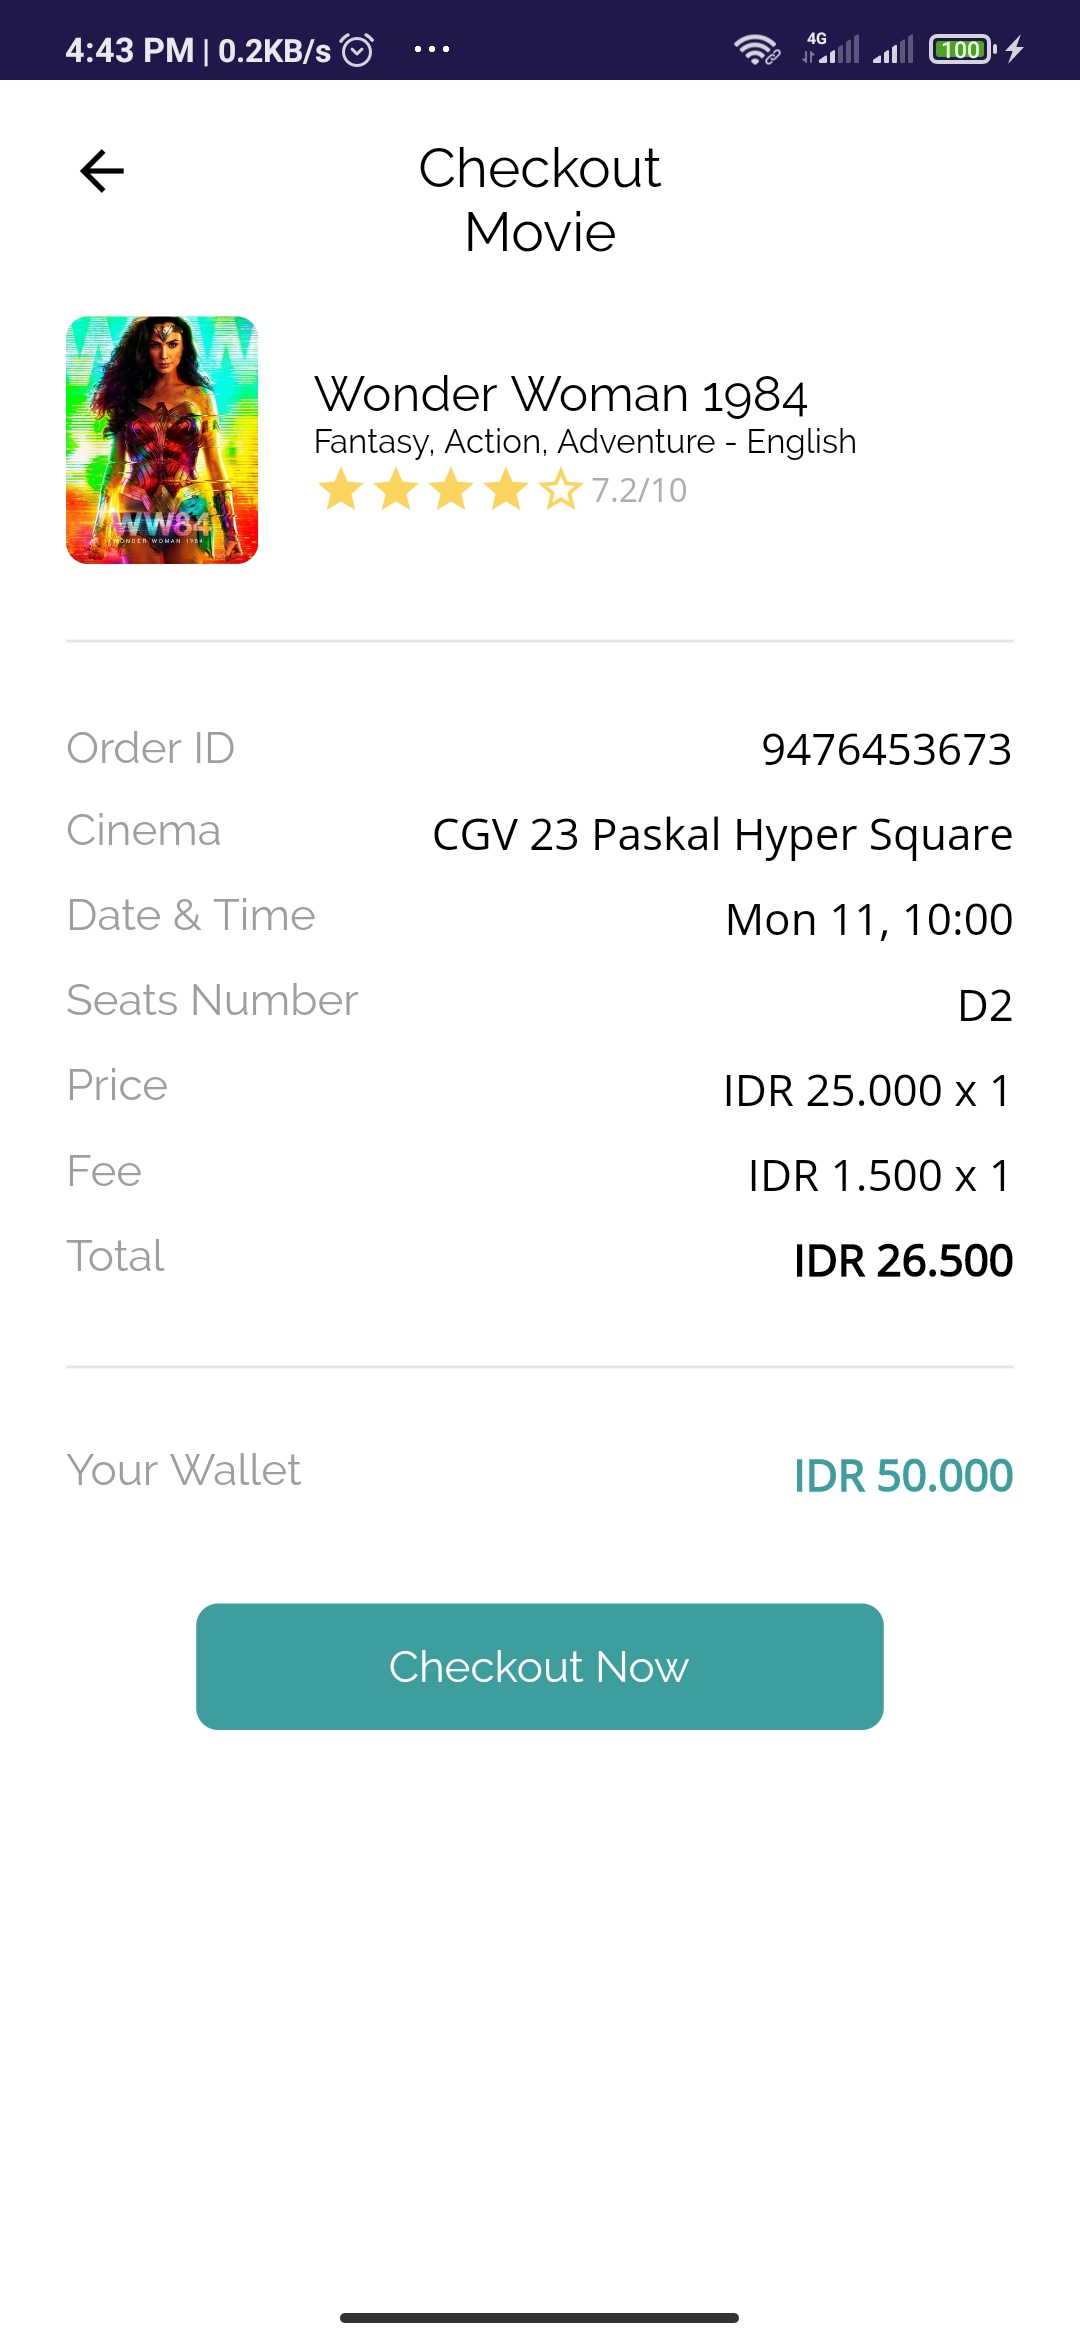 4:43 PM | 0.2KB/s ...
4G
100
Checkout
Movie
WW84
WONDER WOMAN 1984
Wonder Woman 1984
Fantasy, Action, Adventure - English
7.2/10
Order ID 9476453673
Cinema CGV 23 Paskal Hyper Square
Date & Time Mon 11, 10:00
Seats Number D2
Price IDR 25.000 x 1
Fee IDR 1.500 x 1
Total IDR 26.500
Your Wallet IDR 50.000
Checkout Now